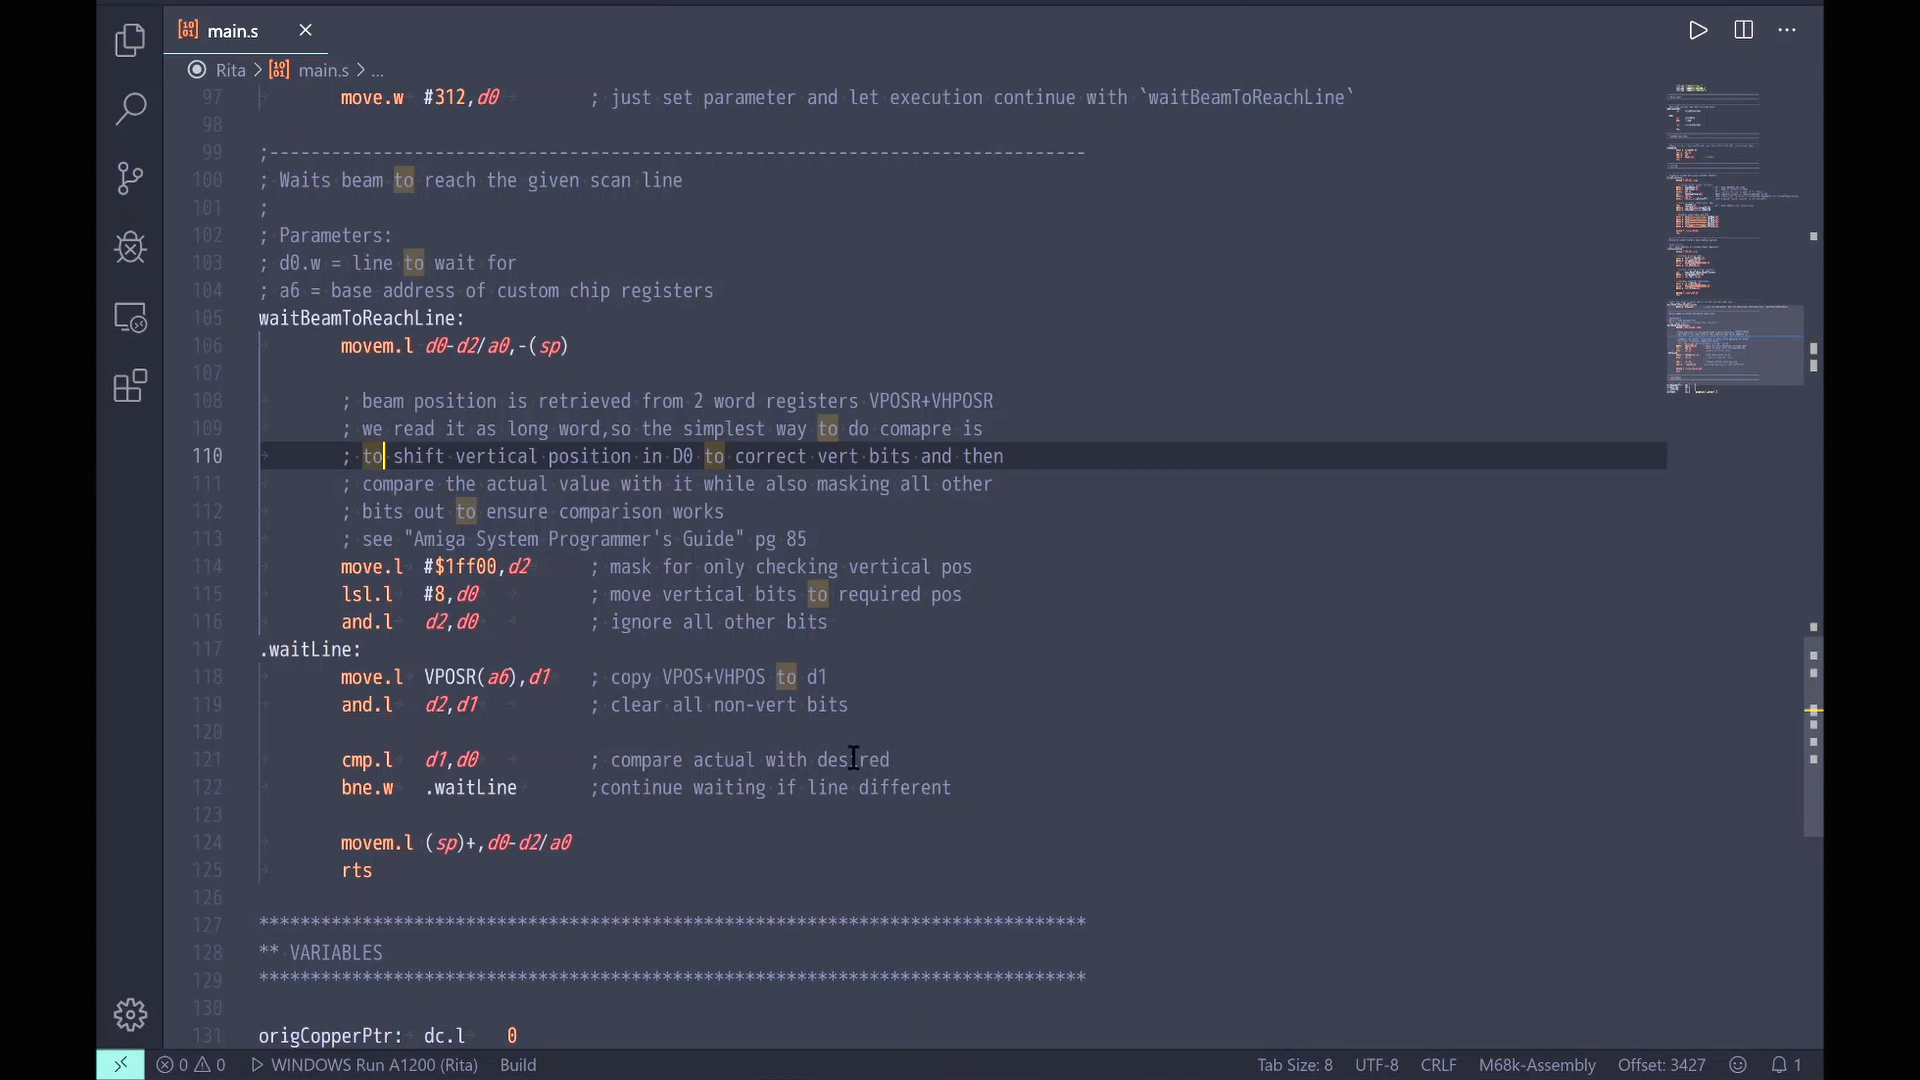 main.s
Rita > main.s > ...
97 move.w #312,d0 ; just set parameter and let execution continue with `waitBeamToReachLine`
98
99 ;-------------------------------------------------------------------------------
100 ; Waits beam to reach the given scan line
101 ;
102 ; Parameters:
103 ; d0.w = line to wait for
104 ; a6 = base address of custom chip registers
105 waitBeamToReachLine:
106 movem.l d0-d2/a0,-(sp)
107
108 ; beam position is retrieved from 2 word registers VPOSR+VHPOSR
109 ; we read it as long word,so the simplest way to do comapre is
110 ; to shift vertical position in D0 to correct vert bits and then
111 ; compare the actual value with it while also masking all other
112 ; bits out to ensure comparison works
113 ; see "Amiga System Programmer's Guide" pg 85
114 move.l #$1ff00,d2 ; mask for only checking vertical pos
115 lsl.l #8,d0 ; move vertical bits to required pos
116 and.l d2,d0 ; ignore all other bits
117 .waitLine:
118 move.l VPOSR(a6),d1 ; copy VPOS+VHPOS to d1
119 and.l d2,d1 ; clear all non-vert bits
120
121 cmp.l d1,d0 ; compare actual with desired
122 bne.w .waitLine ;continue waiting if line different
123
124 movem.l (sp)+,d0-d2/a0
125 rts
126
127 ********************************************************************************
128 ** VARIABLES
129 ********************************************************************************
130
131 origCopperPtr: dc.l 0
0 0 WINDOWS Run A1200 (Rita) Build Tab Size: 8 UTF-8 CRLF M68k-Assembly Offset: 3427 1